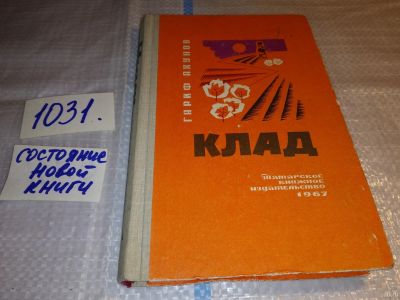 1031.
состояние
новой
книги
ГАРИФ АХУНОВ
КЛАД
Татарское
книжное
издательство
1967